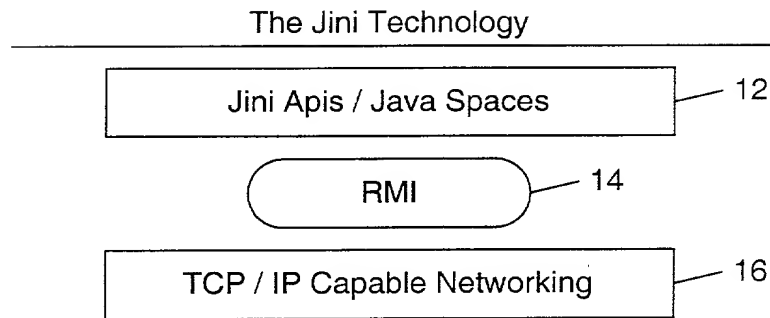 The Jini Technology
Jini Apis / Java Spaces
12
RMI
14
TCP / IP Capable Networking
16